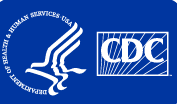 DEPARTMENT OF HEALTH & HUMAN SERVICES • USA
CDC